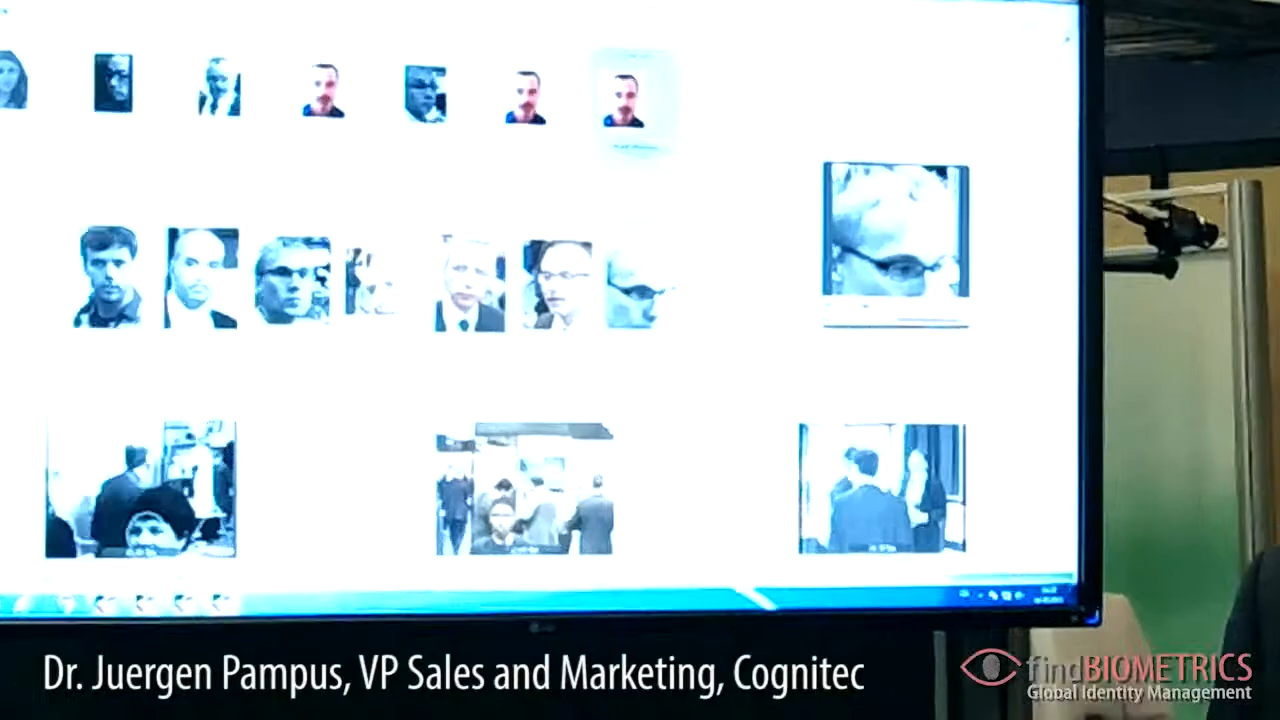 Dr. Juergen Pampus, VP Sales and Marketing, Cognitec
findBIOMETRICS
Global Identity Management